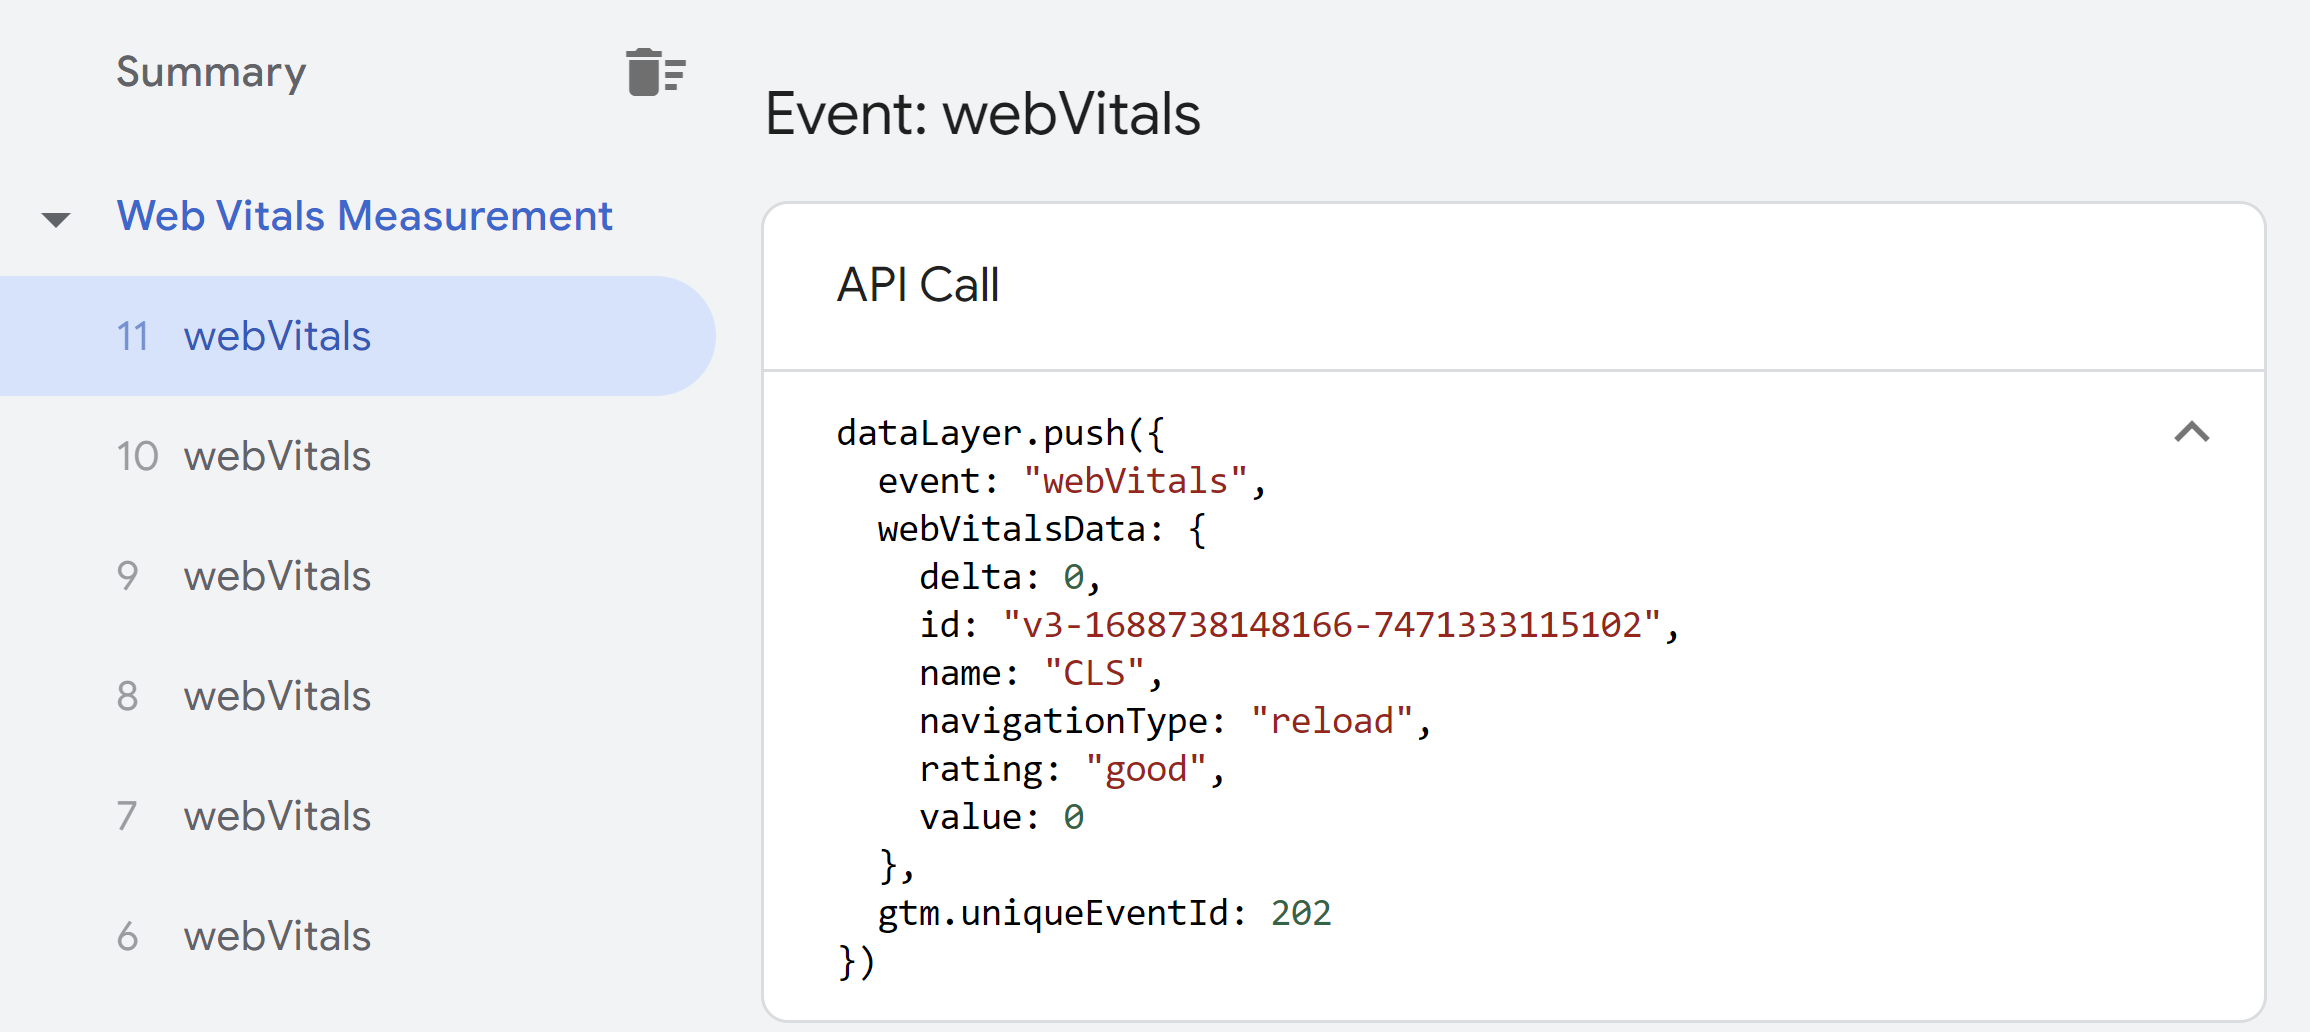 Summary
Web Vitals Measurement
11 webVitals
10 webVitals
9 webVitals
8 webVitals
7 webVitals
6 webVitals
Event: webVitals
API Call
dataLayer.push({
  event: "webVitals",
  webVitalsData: {
    delta: 0,
    id: "v3-1688738148166-7471333115102",
    name: "CLS",
    navigationType: "reload",
    rating: "good",
    value: 0
  },
  gtm.uniqueEventId: 202
})